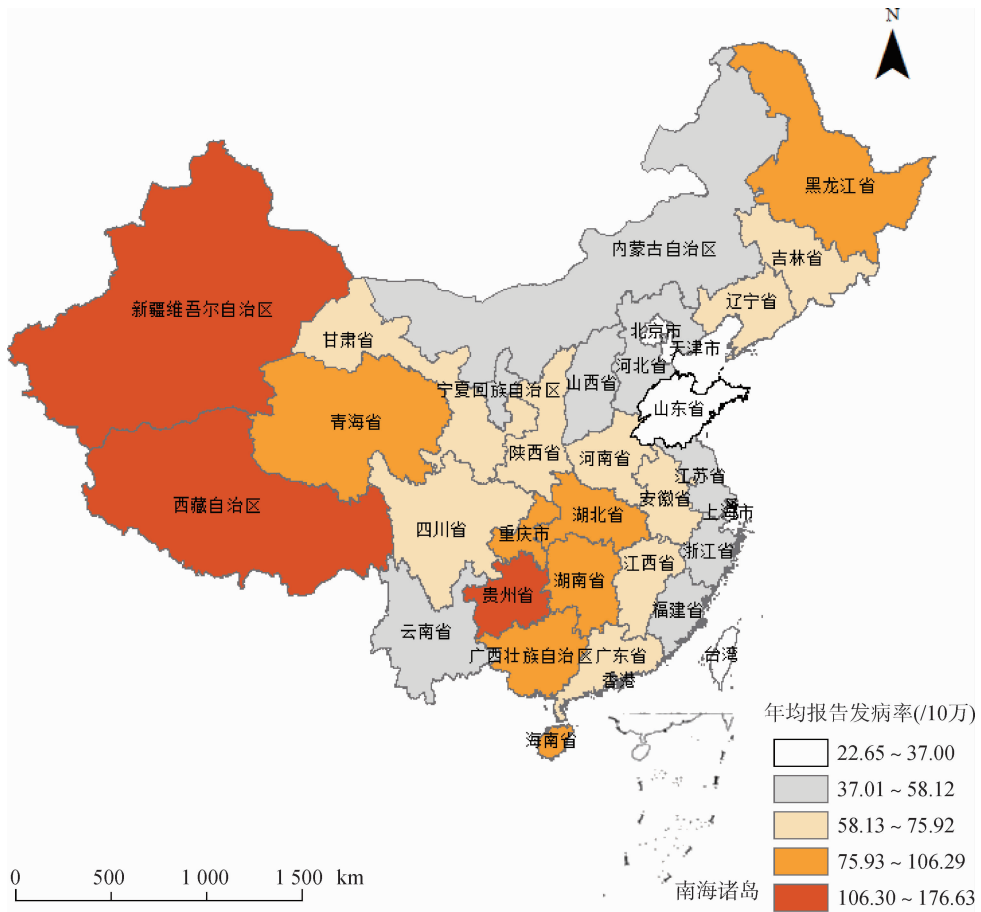 N
黑龙江省
内蒙古自治区
吉林省
辽宁省
新疆维吾尔自治区
北京市
甘肃省
天津市
河北省
山西省
宁夏回族自治区
山东省
青海省
陕西省
河南省
江苏省
安徽省
西藏自治区
上海市
湖北省
四川省
重庆市
浙江省
江西省
湖南省
贵州省
福建省
云南省
台湾
广西壮族自治区
广东省
香港
海南省
年均报告发病率(/10万)
22.65 ~ 37.00
37.01 ~ 58.12
58.13 ~ 75.92
75.93 ~ 106.29
106.30 ~ 176.63
南海诸岛
0 500 1 000 1 500 km